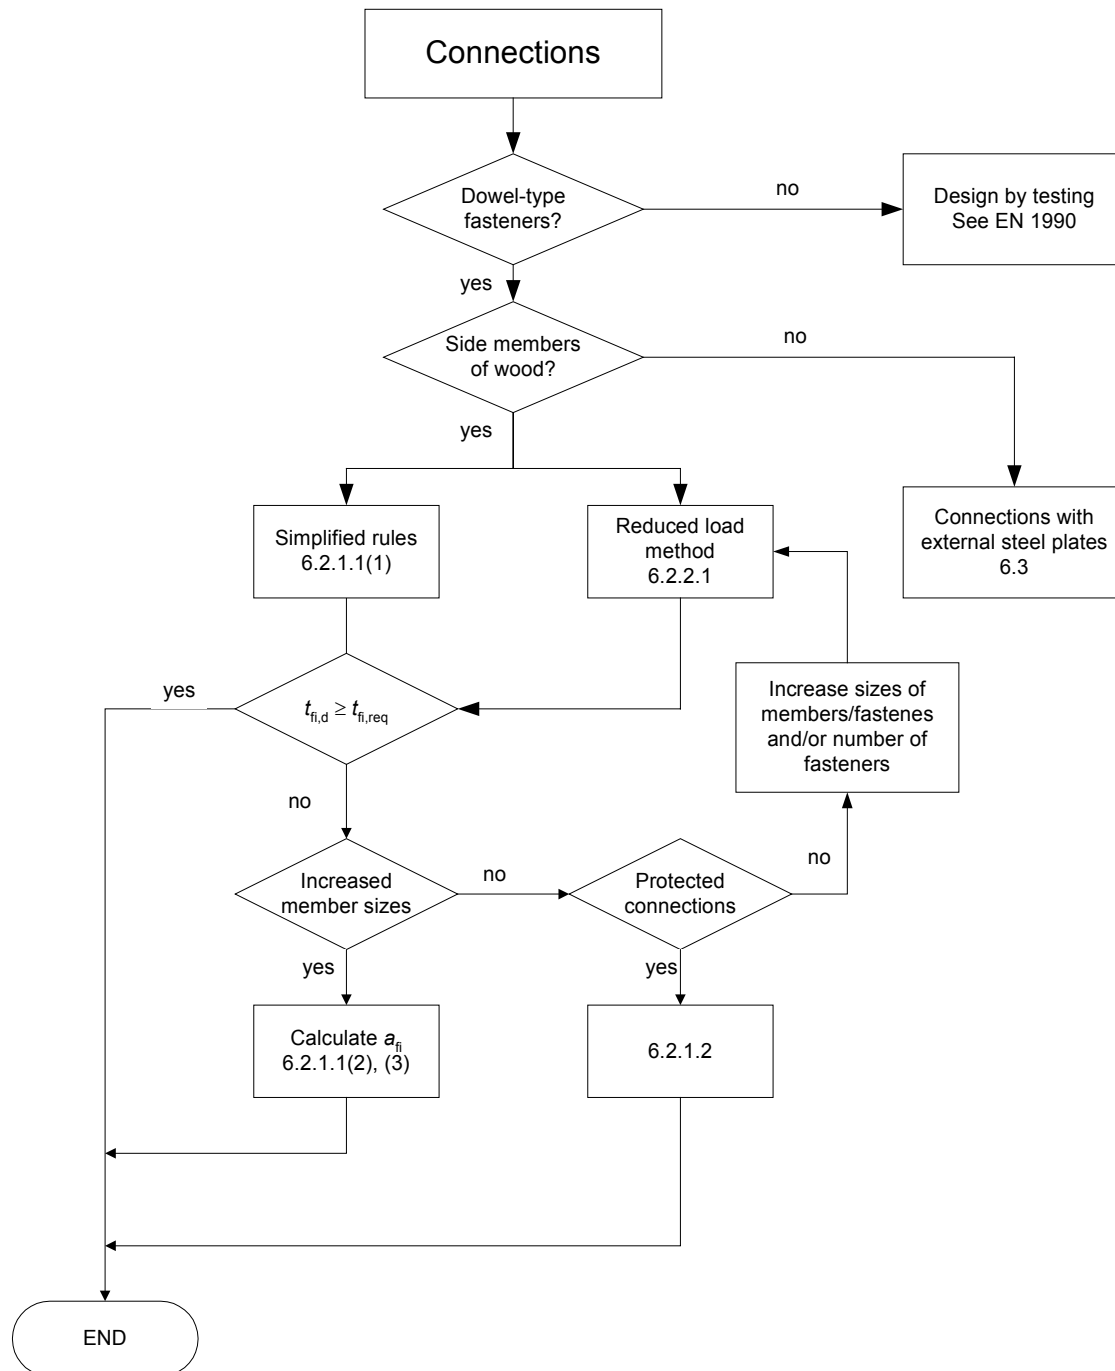 Connections
Dowel-type
fasteners?
no
Design by testing
See EN 1990
yes
Side members
of wood?
no
yes
Simplified rules
6.2.1.1(1)
Reduced load
method
6.2.2.1
Connections with
external steel plates
6.3
yes
t_fi,d ≥ t_fi,req
Increase sizes of
members/fastenes
and/or number of
fasteners
no
Increased
member sizes
no
Protected
connections
no
yes
yes
Calculate a_fi
6.2.1.1(2), (3)
6.2.1.2
END